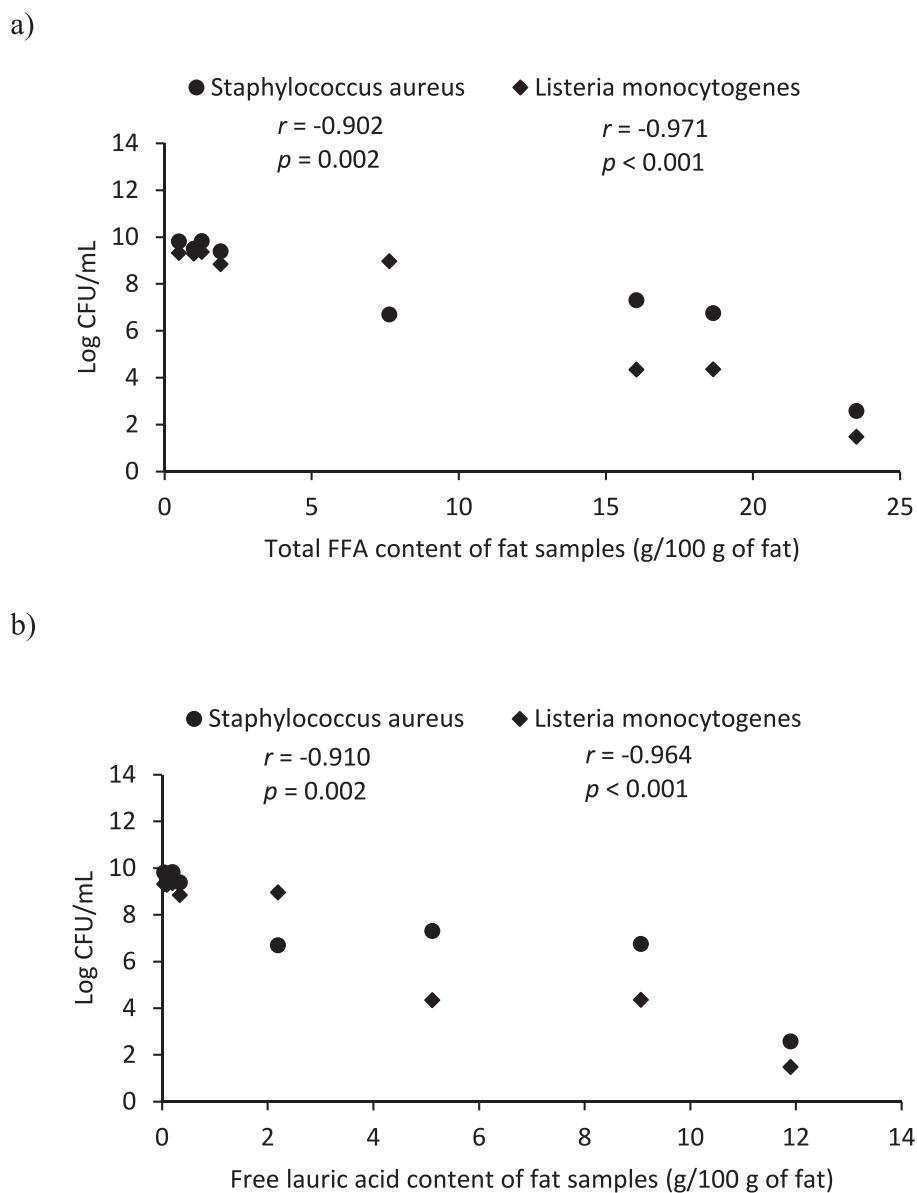 a)
Staphylococcus aureus Listeria monocytogenes
r = -0.902 r = -0.971
p = 0.002 p < 0.001
14
12
10
8
6
4
2
0
Log CFU/mL
0 5 10 15 20 25
Total FFA content of fat samples (g/100 g of fat)
b)
Staphylococcus aureus Listeria monocytogenes
r = -0.910 r = -0.964
p = 0.002 p < 0.001
14
12
10
8
6
4
2
0
Log CFU/mL
0 2 4 6 8 10 12 14
Free lauric acid content of fat samples (g/100 g of fat)